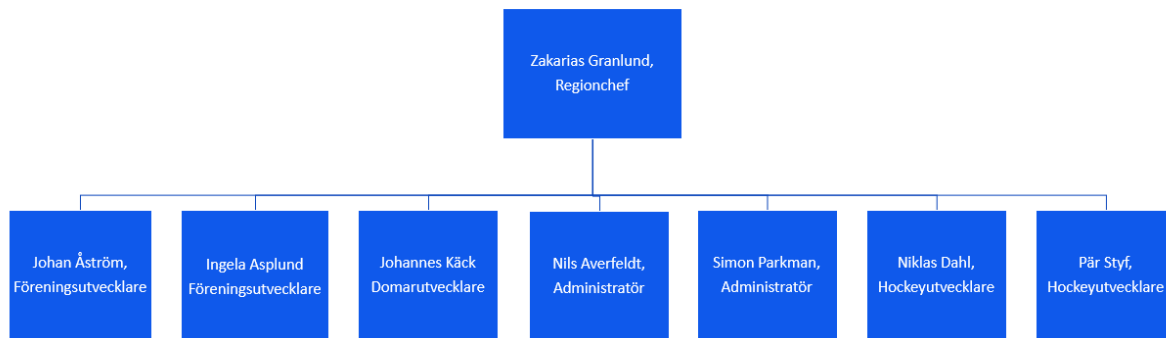 Zakarias Granlund,
Regionchef
Johan Åström,
Föreningsutvecklare
Ingela Asplund
Föreningsutvecklare
Johannes Käck
Domarutvecklare
Nils Averfeldt,
Administratör
Simon Parkman,
Administratör
Niklas Dahl,
Hockeyutvecklare
Pär Styf,
Hockeyutvecklare